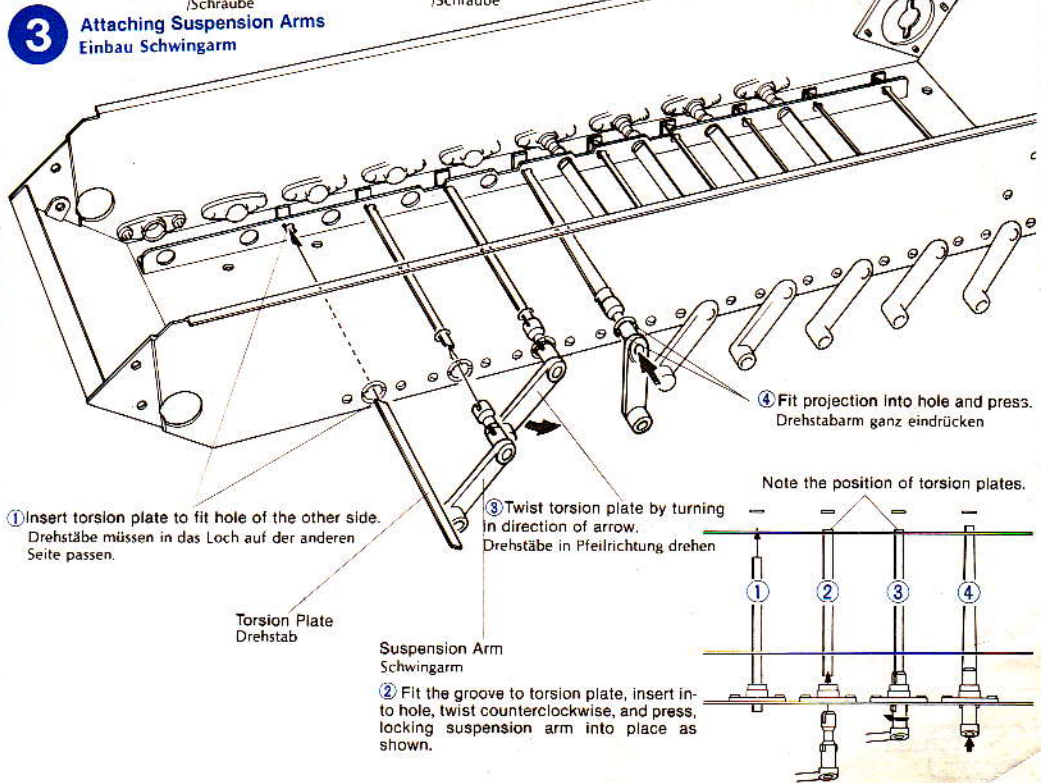 /Schraube
/Schraube
3
Attaching Suspension Arms
Einbau Schwingarm
④Fit projection into hole and press.
Drehstabarm ganz eindrücken
①Insert torsion plate to fit hole of the other side.
Drehstäbe müssen in das Loch auf der anderen
Seite passen.
③Twist torsion plate by turning
in direction of arrow.
Drehstäbe in Pfeilrichtung drehen
Note the position of torsion plates.
①
②
③
④
Torsion Plate
Drehstab
Suspension Arm
Schwingarm
② Fit the groove to torsion plate, insert in-
to hole, twist counterclockwise, and press,
locking suspension arm into place as
shown.